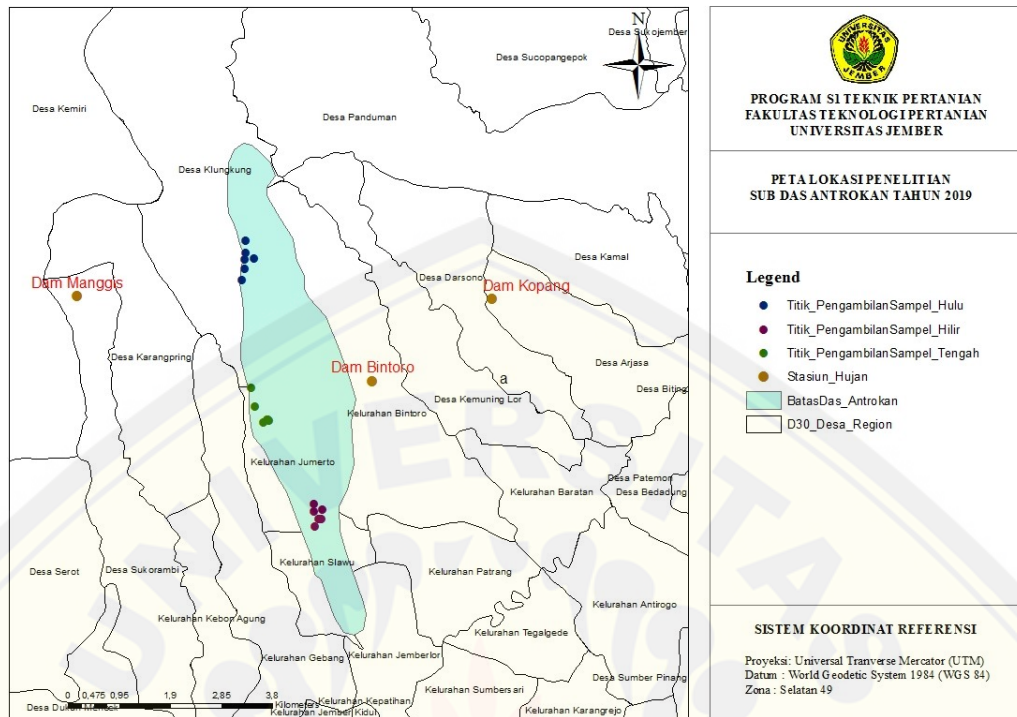 N
Desa Sukojember
Desa Sucopangepok
Desa Kemiri
Desa Panduman
Desa Klungkung
Desa Kamal
Desa Darsono
Dam Manggis
Dam Kopang
Desa Karangpring
Desa Arjasa
Dam Bintoro
a
Desa Biting
Desa Kemuning Lor
Kelurahan Bintoro
Kelurahan Jumerto
Desa Patemon
Kelurahan Baratan
Desa Bedadung
Kelurahan Slawu
Desa Serot
Desa Sukorambi
Kelurahan Patrang
Kelurahan Antirogo
Kelurahan Kebon Agung
Kelurahan Tegalgede
Kelurahan Gebang
Kelurahan Jemberlor
Desa Sumber Pinang
Kelurahan Kepatihan
Kelurahan Sumbersari
0 0,475 0,95 1,9 2,85 3,8
Kilometers
Kelurahan Jember Kidul
Kelurahan Karangrejo
UNIVERSITAS
UNIVERSITAS
JEMBER
PROGRAM S1 TEKNIK PERTANIAN
FAKULTAS TEKNOLOGI PERTANIAN
UNIVERSITAS JEMBER
PETA LOKASI PENELITIAN
SUB DAS ANTROKAN TAHUN 2019
Legend
Titik_PengambilanSampel_Hulu
Titik_PengambilanSampel_Hilir
Titik_PengambilanSampel_Tengah
Stasiun_Hujan
BatasDas_Antrokan
D30_Desa_Region
SISTEM KOORDINAT REFERENSI
Proyeksi: Universal Tranverse Mercator (UTM)
Datum : World Geodetic System 1984 (WGS 84)
Zona : Selatan 49